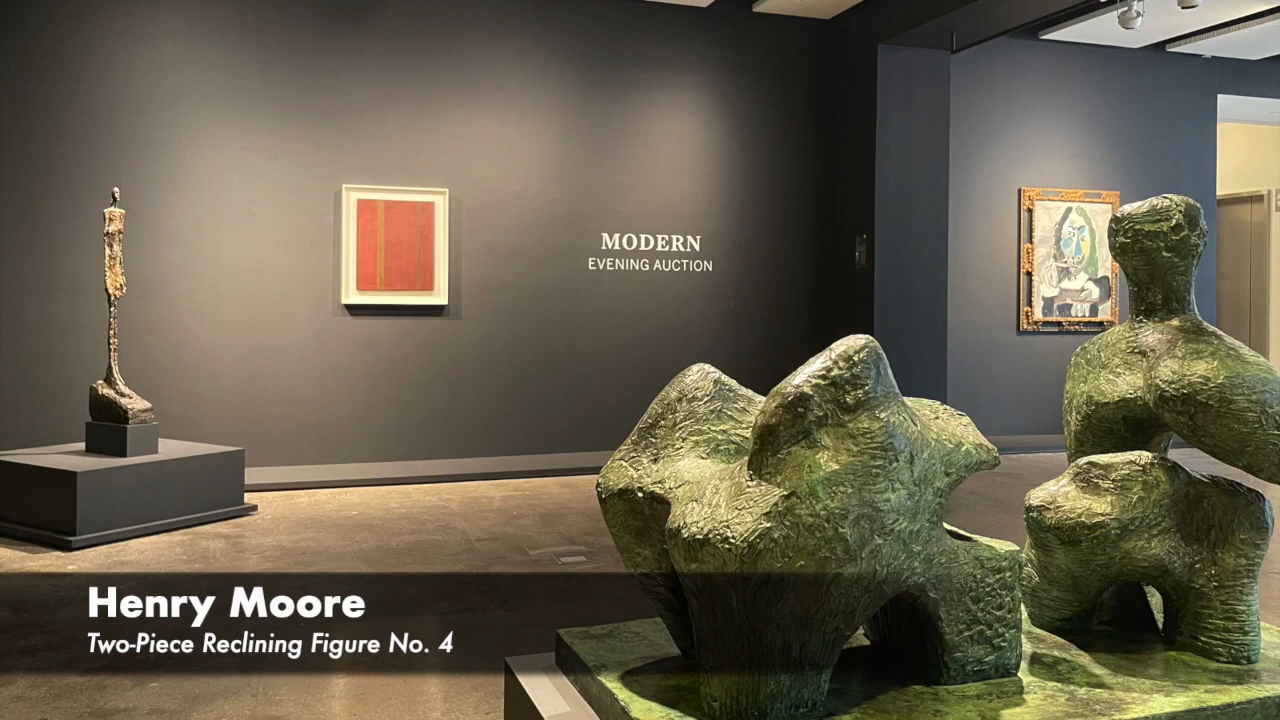 MODERN
EVENING AUCTION
Henry Moore
Two-Piece Reclining Figure No. 4